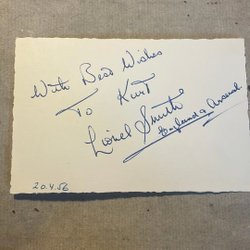 With Best Wishes
To Kurt
Lionel Smith
England & Arsenal
20.4.56